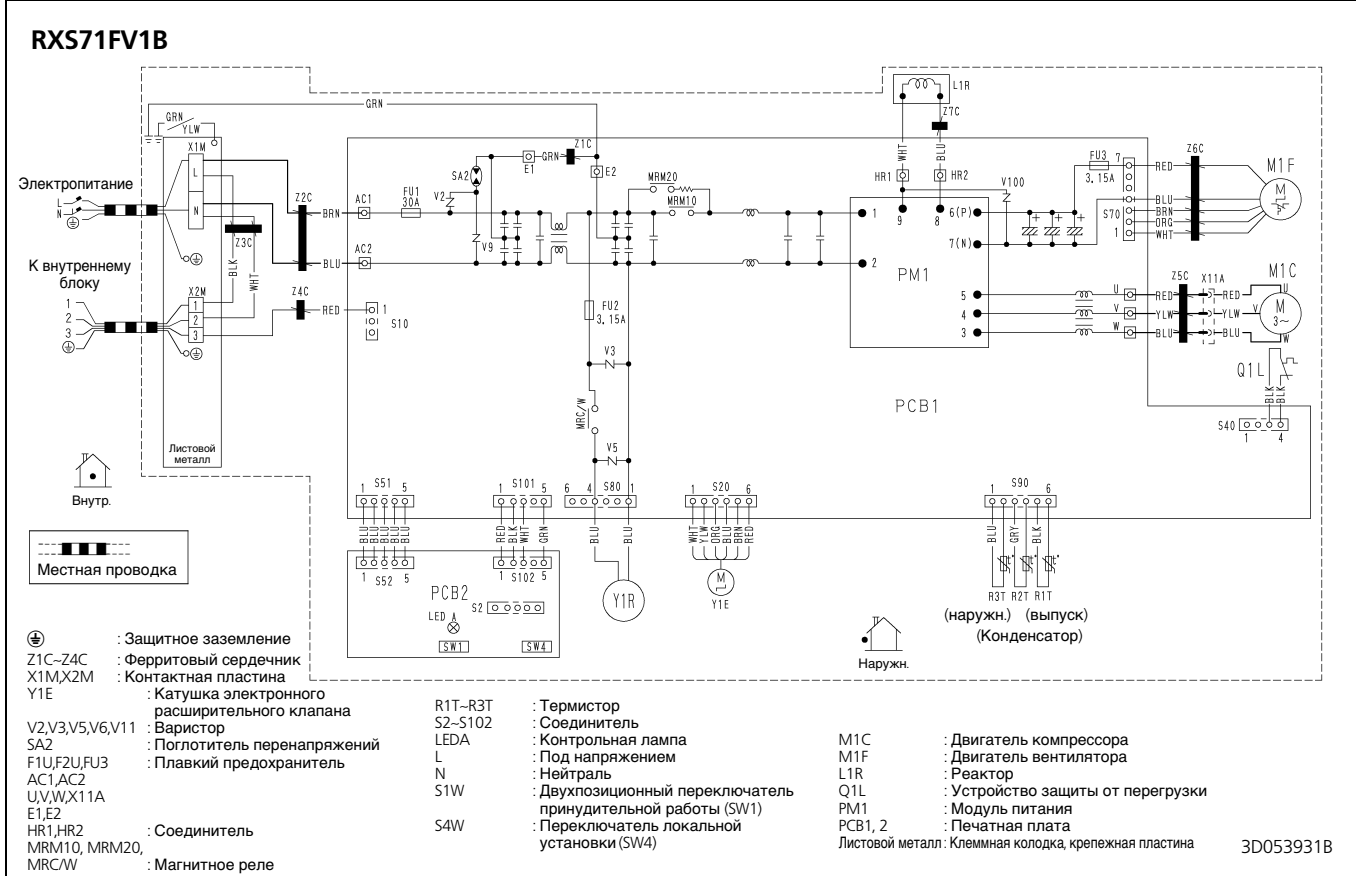 RXS71FV1B
GRN
L1R
Z7C
GRN
YLW
X1M
L
N
Электропитание
L
N
К внутреннему
блоку
1
2
3
X2M
1
2
3
Z3C
BLK
WHT
Листовой
металл
Z2C
BRN
AC1
FU1
30A
V2
BLU
AC2
V9
SA2
E1
GRN
Z1C
E2
MRM20
MRM10
Z4C
RED
1
S10
FU2
3.15A
V3
MRC/W
V5
WHT
BLU
HR1
HR2
V100
9
8
1
2
6(P)
7(N)
PM1
5
4
3
FU3
3.15A
7
S70
1
RED
BLU
BRN
ORG
WHT
Z6C
M1F
M
P
U
V
W
Z5C
X11A
RED
YLW
BLU
RED
YLW
BLU
M1C
U
V
W
M
3~
Q1L
BLK
BLK
S40
1
4
PCB1
Внутр.
Местная проводка
1 S51 5
BLU
BLU
BLU
BLU
BLU
1 S52 5
1 S101 5
RED
BLK
WHT
GRN
1 S102 5
PCB2
S2
LED A
SW1
SW4
6 4 S80 1
BLU
BLU
Y1R
1 S20 6
WHT
YLW
ORG
BLU
BRN
RED
M
Y1E
1 S90 6
BLU
GRY
BLK
t°
t°
t°
R3T R2T R1T
(наружн.) (выпуск)
(Конденсатор)
Наружн.
: Защитное заземление
Z1C~Z4C : Ферритовый сердечник
X1M,X2M : Контактная пластина
Y1E : Катушка электронного
расширительного клапана
V2,V3,V5,V6,V11 : Варистор
SA2 : Поглотитель перенапряжений
F1U,F2U,FU3 : Плавкий предохранитель
AC1,AC2
U,V,W,X11A
E1,E2
HR1,HR2 : Соединитель
MRM10, MRM20,
MRC/W : Магнитное реле
R1T~R3T : Термистор
S2~S102 : Соединитель
LEDA : Контрольная лампа
L : Под напряжением
N : Нейтраль
S1W : Двухпозиционный переключатель
принудительной работы (SW1)
S4W : Переключатель локальной
установки (SW4)
M1C : Двигатель компрессора
M1F : Двигатель вентилятора
L1R : Реактор
Q1L : Устройство защиты от перегрузки
PM1 : Модуль питания
PCB1, 2 : Печатная плата
Листовой металл : Клеммная колодка, крепежная пластина
3D053931B